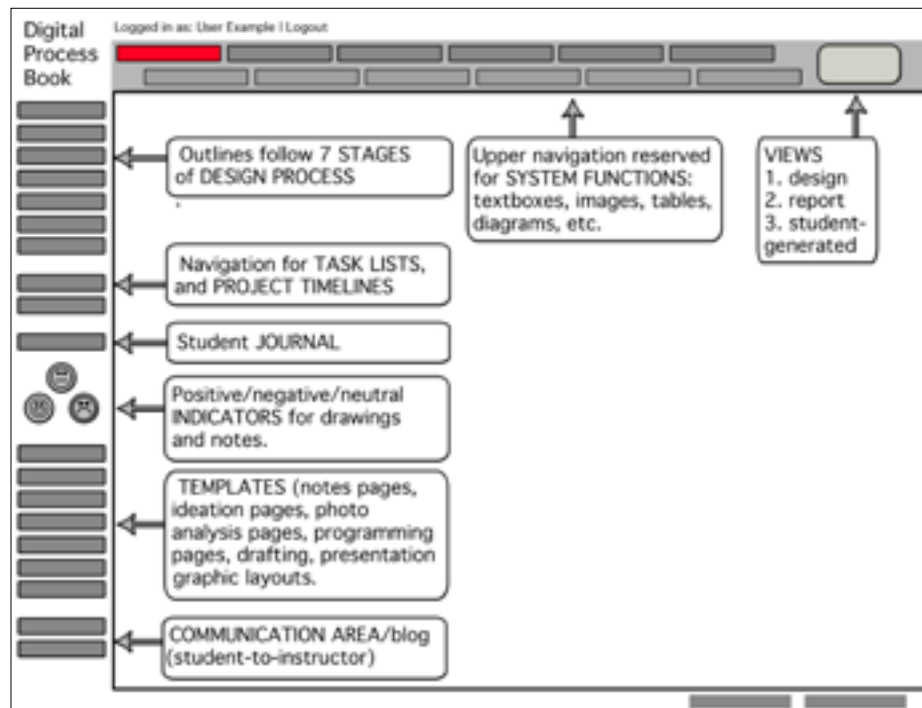 Digital
Process
Book
Logged in as: User Example | Logout
Outlines follow 7 STAGES
of DESIGN PROCESS
.
Upper navigation reserved
for SYSTEM FUNCTIONS:
textboxes, images, tables,
diagrams, etc.
VIEWS
1. design
2. report
3. student-
generated
Navigation for TASK LISTS,
and PROJECT TIMELINES
Student JOURNAL
Positive/negative/neutral
INDICATORS for drawings
and notes.
TEMPLATES (notes pages,
ideation pages, photo
analysis pages, programming
pages, drafting, presentation
graphic layouts.
COMMUNICATION AREA/blog
(student-to-instructor)